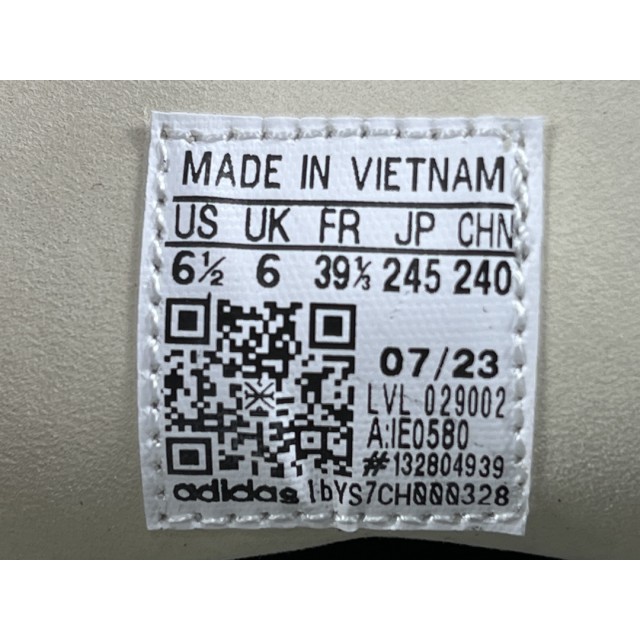 MADE IN VIETNAM
US UK FR JP CHN
6½ 6 39⅓ 245 240
07/23
LVL 029002
A:IE0580
#132804939
adidas 1bYS7CH000328